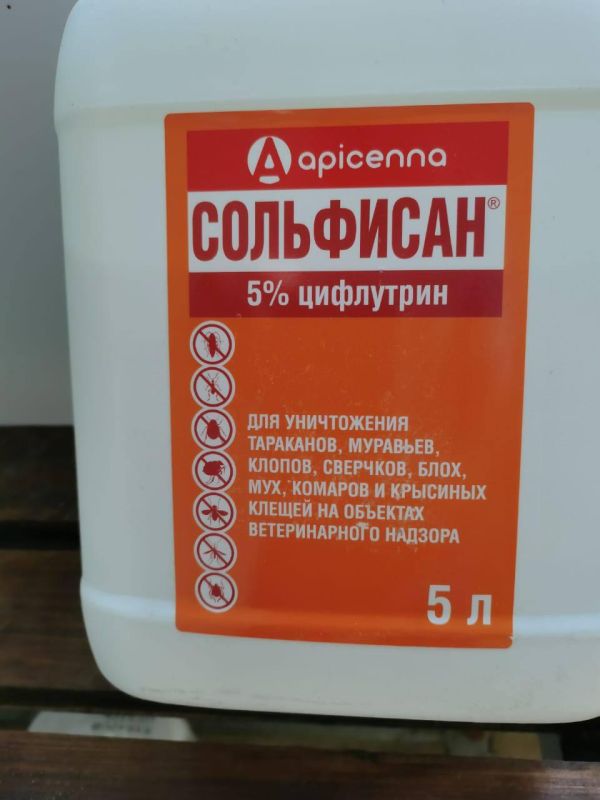 apicenna
СОЛЬФИСАН®
5% цифлутрин
ДЛЯ УНИЧТОЖЕНИЯ
ТАРАКАНОВ, МУРАВЬЕВ,
КЛОПОВ, СВЕРЧКОВ, БЛОХ,
МУХ, КОМАРОВ И КРЫСИНЫХ
КЛЕЩЕЙ НА ОБЪЕКТАХ
ВЕТЕРИНАРНОГО НАДЗОРА
5 л